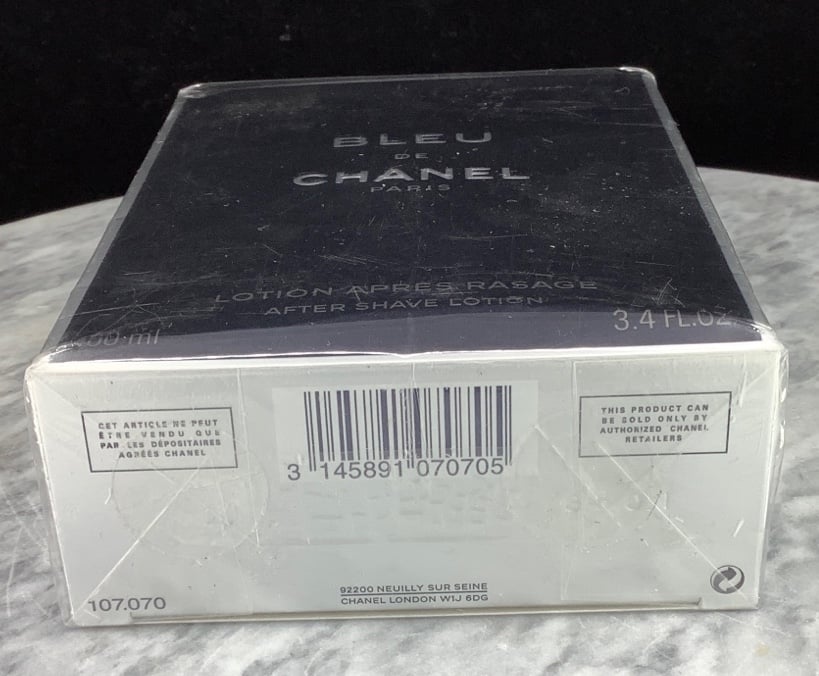 BLEU
DE
CHANEL
PARIS
LOTION APRÈS RASAGE
AFTER SHAVE LOTION
100 ml
3.4 FL.OZ
CET ARTICLE NE PEUT
ÊTRE VENDU QUE
PAR LES DÉPOSITAIRES
AGRÉÉS CHANEL
3 145891 070705
THIS PRODUCT CAN
BE SOLD ONLY BY
AUTHORIZED CHANEL
RETAILERS
107.070
92200 NEUILLY SUR SEINE
CHANEL LONDON W1J 6DG